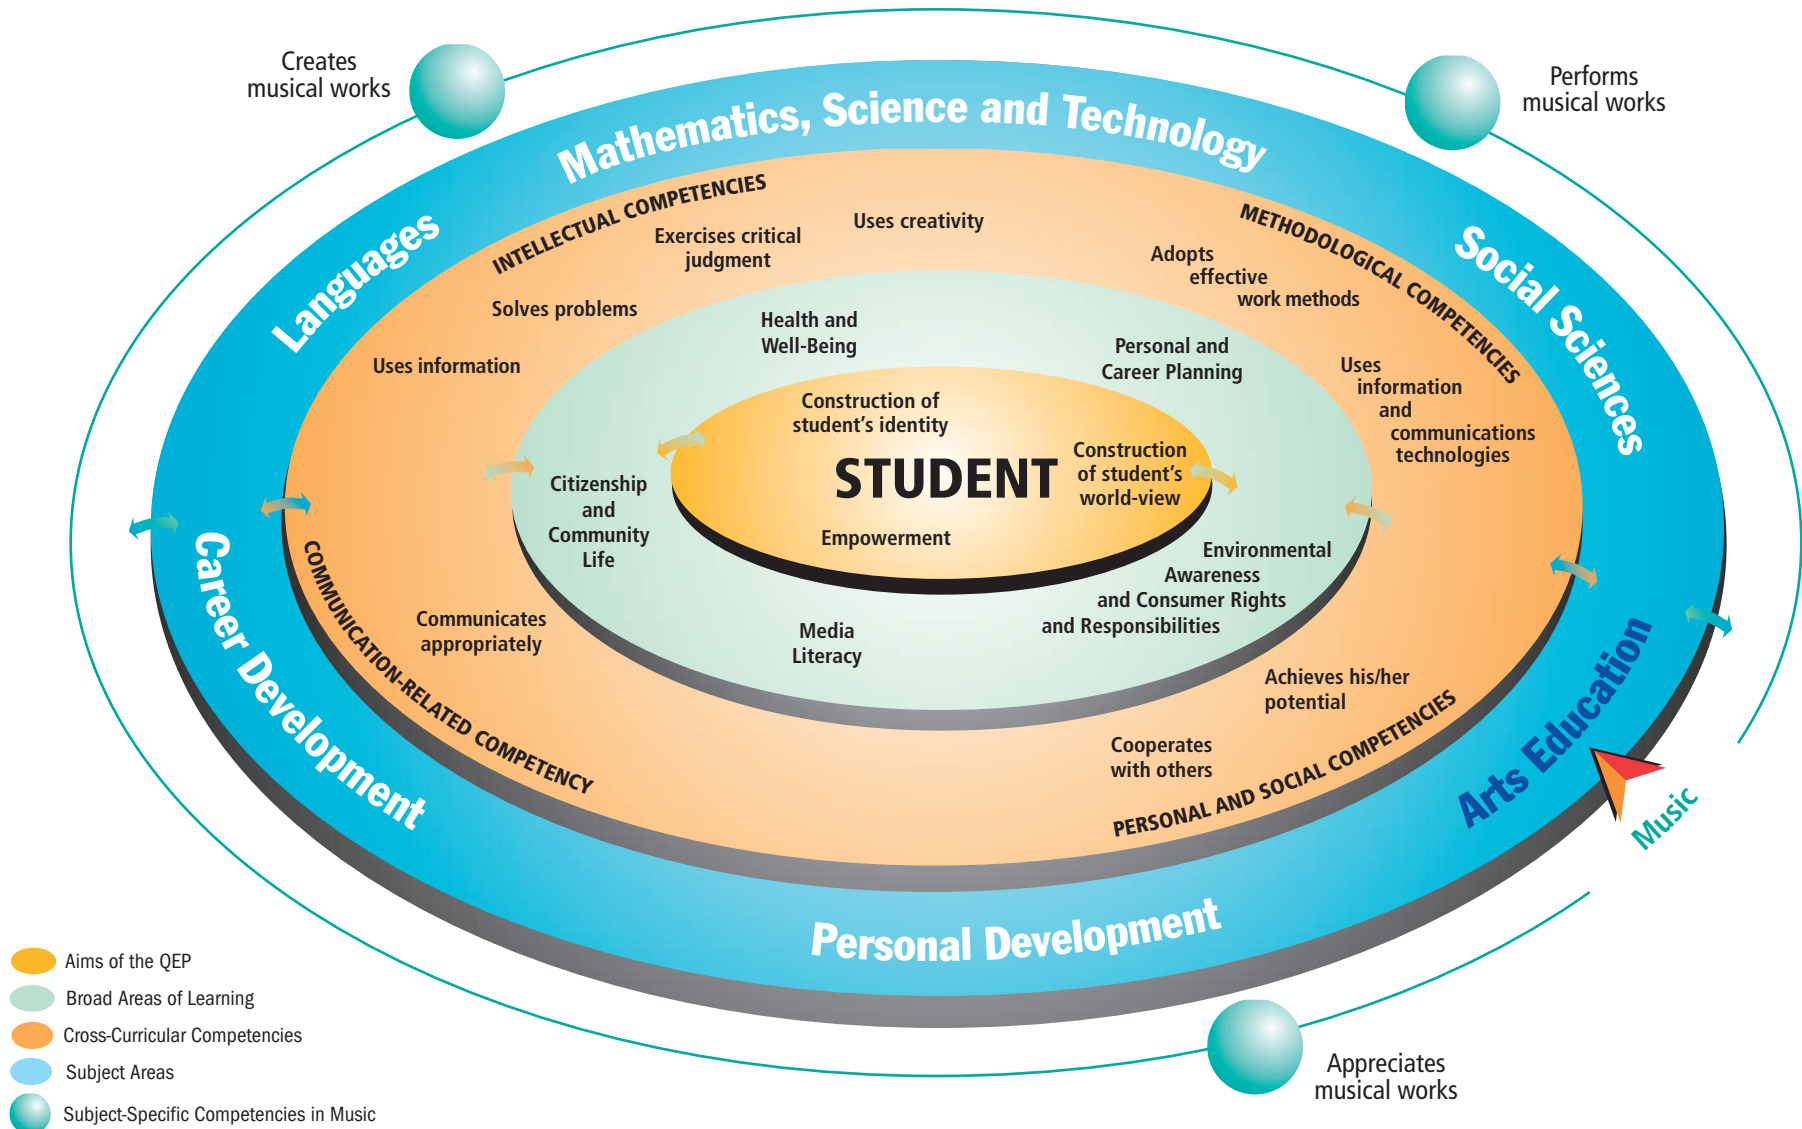 Creates
musical works
Performs
musical works
Mathematics, Science and Technology
Languages
Social Sciences
INTELLECTUAL COMPETENCIES
METHODOLOGICAL COMPETENCIES
Uses creativity
Exercises critical
judgment
Adopts
effective
work methods
Solves problems
Uses information
Uses
information
and
communications
technologies
Health and
Well-Being
Personal and
Career Planning
Construction of
student’s identity
STUDENT
Construction
of student’s
world-view
Empowerment
Citizenship
and
Community
Life
Environmental
Awareness
and Consumer Rights
and Responsibilities
Media
Literacy
Communicates
appropriately
COMMUNICATION-RELATED COMPETENCY
Achieves his/her
potential
Cooperates
with others
PERSONAL AND SOCIAL COMPETENCIES
Career Development
Arts Education
Music
Personal Development
Appreciates
musical works
Aims of the QEP
Broad Areas of Learning
Cross-Curricular Competencies
Subject Areas
Subject-Specific Competencies in Music